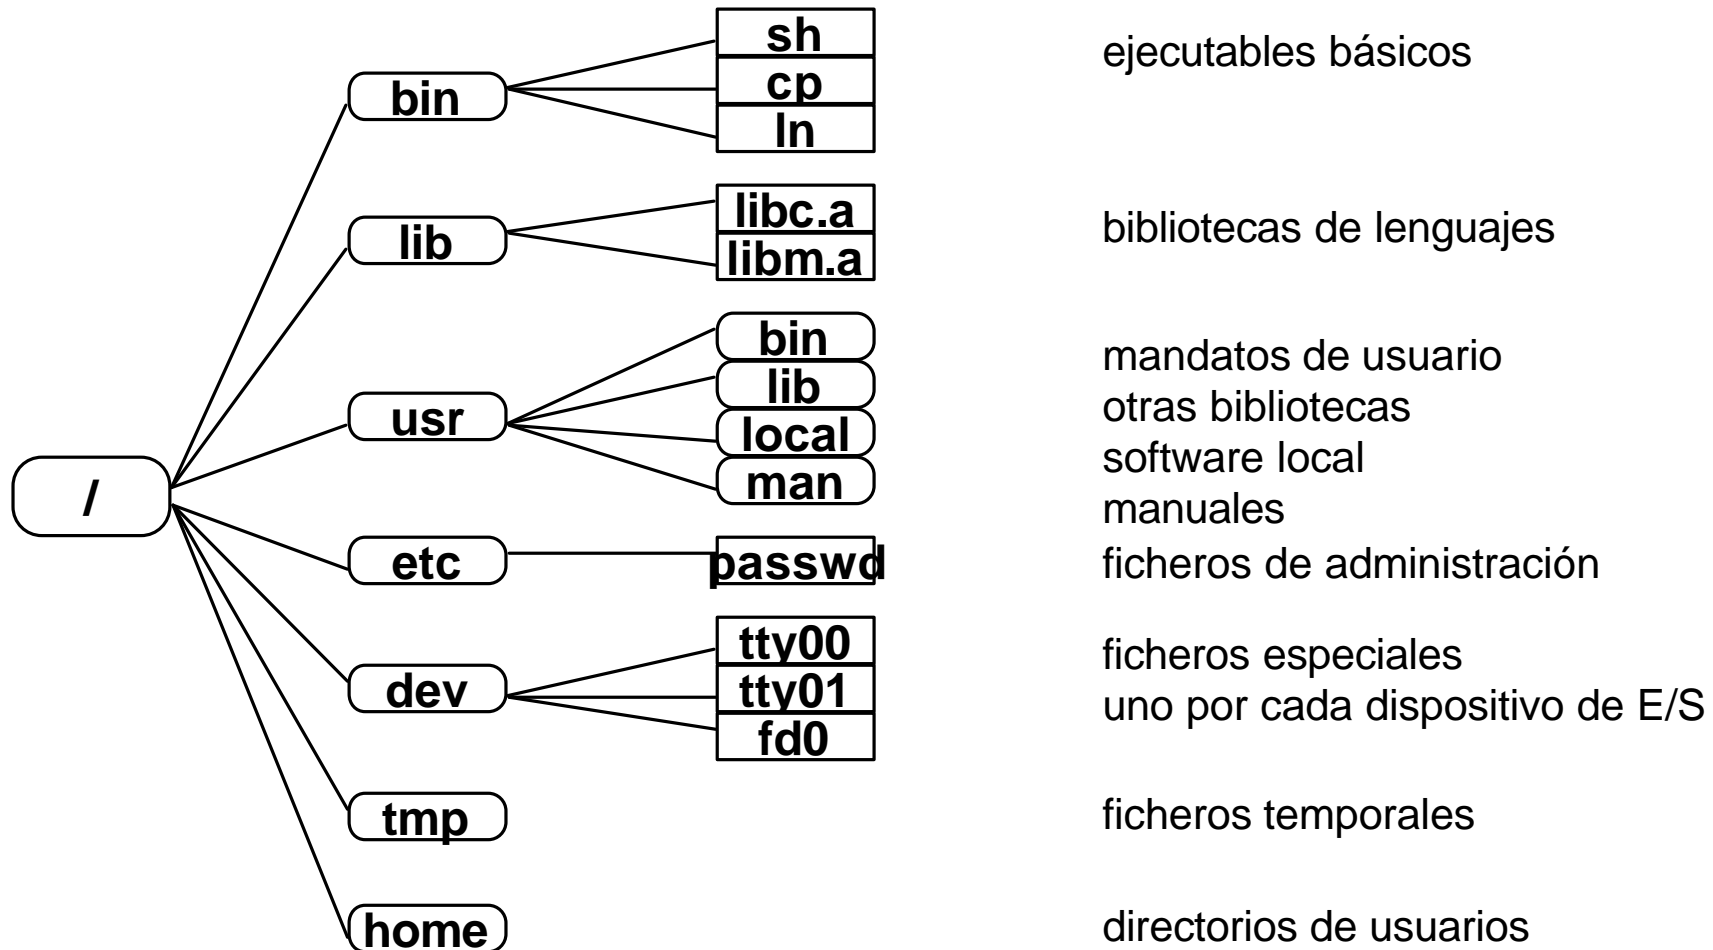 sh
ejecutables básicos
bin
cp
ln
libc.a
bibliotecas de lenguajes
lib
libm.a
bin
mandatos de usuario
lib
otras bibliotecas
usr
local
software local
man
manuales
/
etc
passwd
ficheros de administración
tty00
ficheros especiales
dev
tty01
uno por cada dispositivo de E/S
fd0
tmp
ficheros temporales
home
directorios de usuarios